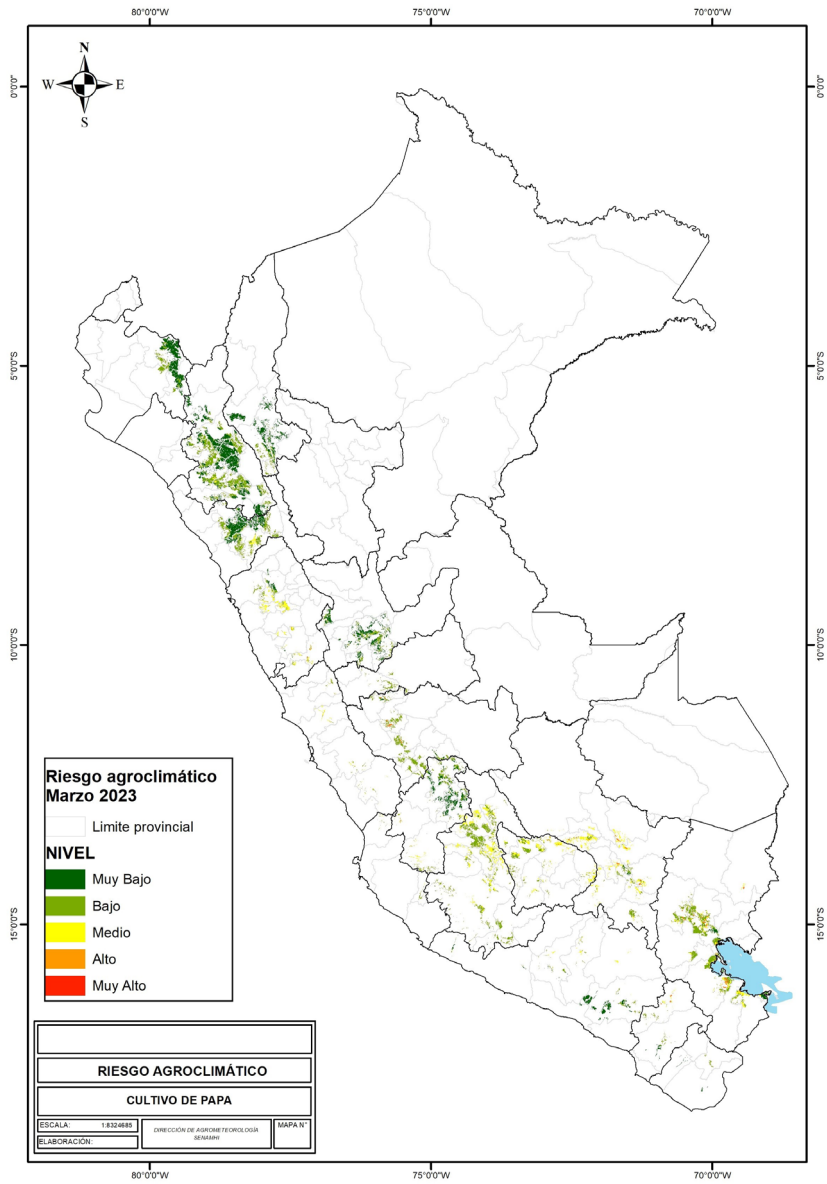 80°0'0"W
75°0'0"W
70°0'0"W
N
W
E
S
0°0'0"
0°0'0"
5°0'0"S
5°0'0"S
10°0'0"S
10°0'0"S
15°0'0"S
15°0'0"S
Riesgo agroclimático
Marzo 2023
Limite provincial
NIVEL
Muy Bajo
Bajo
Medio
Alto
Muy Alto
RIESGO AGROCLIMÁTICO
CULTIVO DE PAPA
ESCALA: 1:8324685
ELABORACIÓN:
DIRECCIÓN DE AGROMETEOROLOGÍA
SENAMHI
MAPA N°
80°0'0"W
75°0'0"W
70°0'0"W